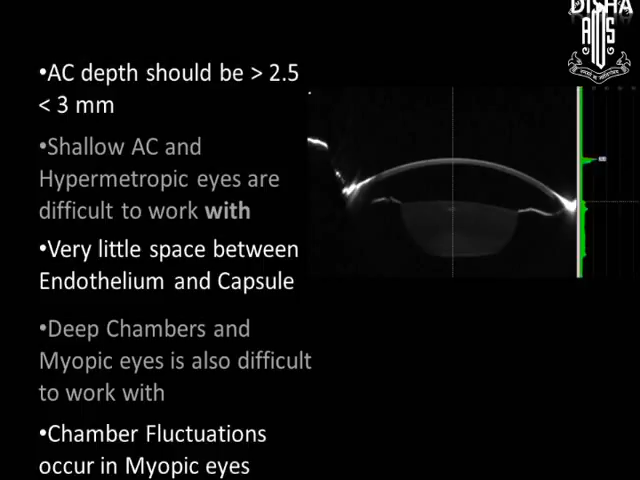 DISHA
AIIMS
•AC depth should be > 2.5
< 3 mm
•Shallow AC and
Hypermetropic eyes are
difficult to work with
•Very little space between
Endothelium and Capsule
•Deep Chambers and
Myopic eyes is also difficult
to work with
•Chamber Fluctuations
occur in Myopic eyes